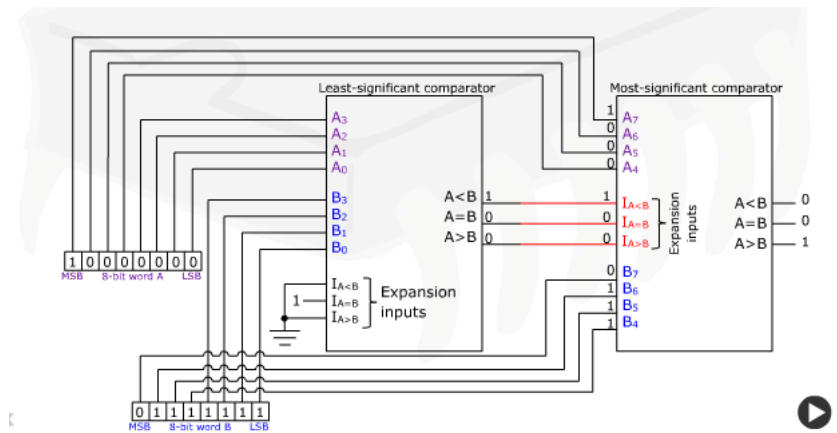 Least-significant comparator
Most-significant comparator
A3
A2
A1
A0
B3
B2
B1
B0
A<B 1
A=B 0
A>B 0
IA<B
1 IA=B
IA>B
Expansion
inputs
1 A7
0 A6
0 A5
0 A4
1 IA<B
0 IA=B
0 IA>B
Expansion
inputs
0 B7
1 B6
1 B5
1 B4
A<B 0
A=B 0
A>B 1
1 0 0 0 0 0 0 0
MSB 8-bit word A LSB
0 1 1 1 1 1 1 1
MSB 8-bit word B LSB